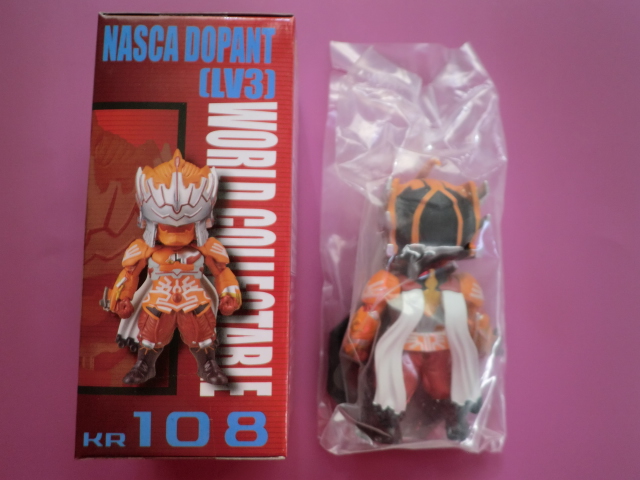 NASCA DOPANT
(LV3)
WORLD COLLECTABLE
KR 108